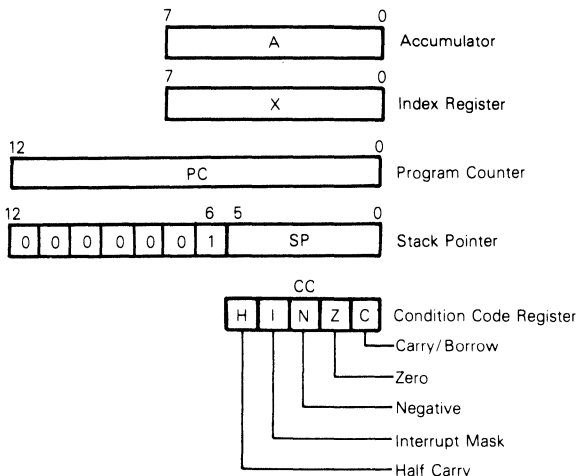 7 0
A Accumulator
7 0
X Index Register
12 0
PC Program Counter
12 6 5 0
0 0 0 0 0 0 1 SP Stack Pointer
CC
H I N Z C Condition Code Register
Carry/Borrow
Zero
Negative
Interrupt Mask
Half Carry